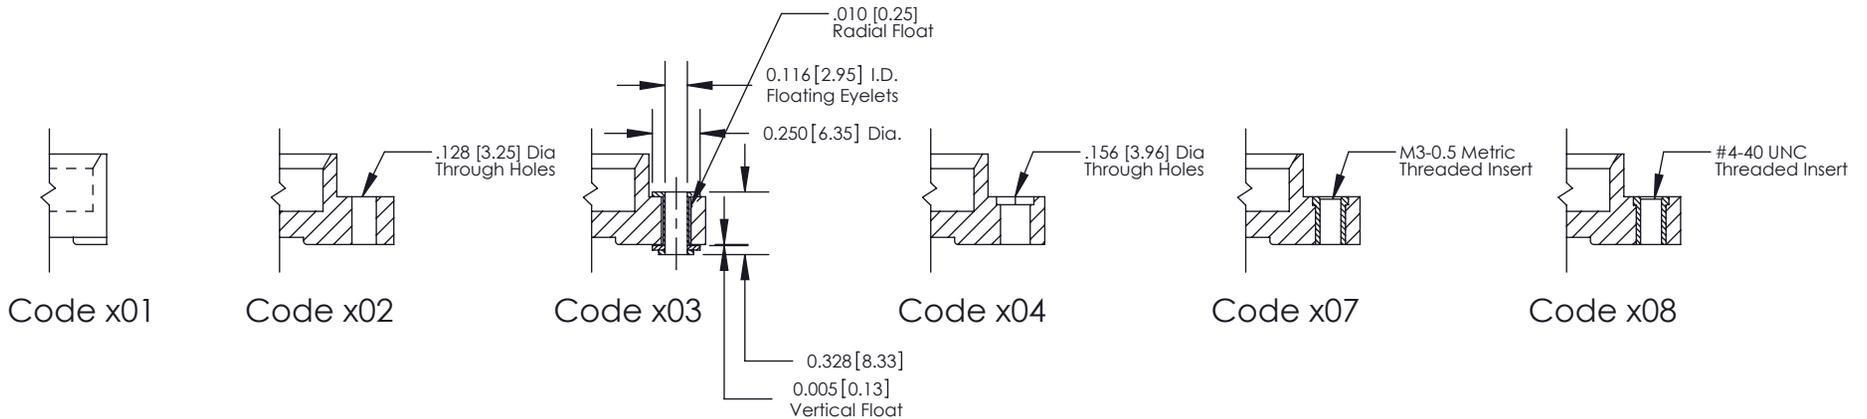 .010 [0.25]
Radial Float
0.116 [2.95] I.D.
Floating Eyelets
0.250 [6.35] Dia.
.128 [3.25] Dia
Through Holes
.156 [3.96] Dia
Through Holes
M3-0.5 Metric
Threaded Insert
#4-40 UNC
Threaded Insert
Code x01
Code x02
Code x03
Code x04
Code x07
Code x08
0.328 [8.33]
0.005 [0.13]
Vertical Float